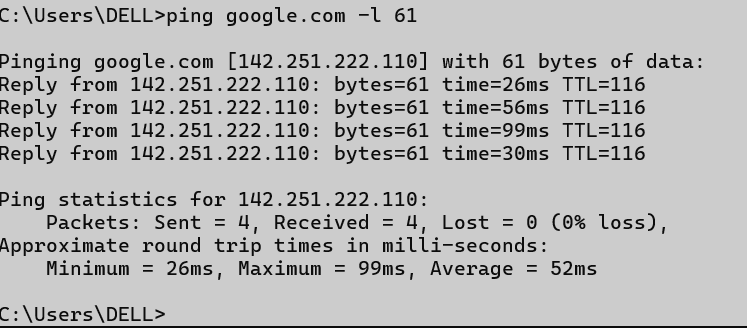 C:\Users\DELL>ping google.com -l 61
Pinging google.com [142.251.222.110] with 61 bytes of data:
Reply from 142.251.222.110: bytes=61 time=26ms TTL=116
Reply from 142.251.222.110: bytes=61 time=56ms TTL=116
Reply from 142.251.222.110: bytes=61 time=99ms TTL=116
Reply from 142.251.222.110: bytes=61 time=30ms TTL=116
Ping statistics for 142.251.222.110:
    Packets: Sent = 4, Received = 4, Lost = 0 (0% loss),
Approximate round trip times in milli-seconds:
    Minimum = 26ms, Maximum = 99ms, Average = 52ms
C:\Users\DELL>